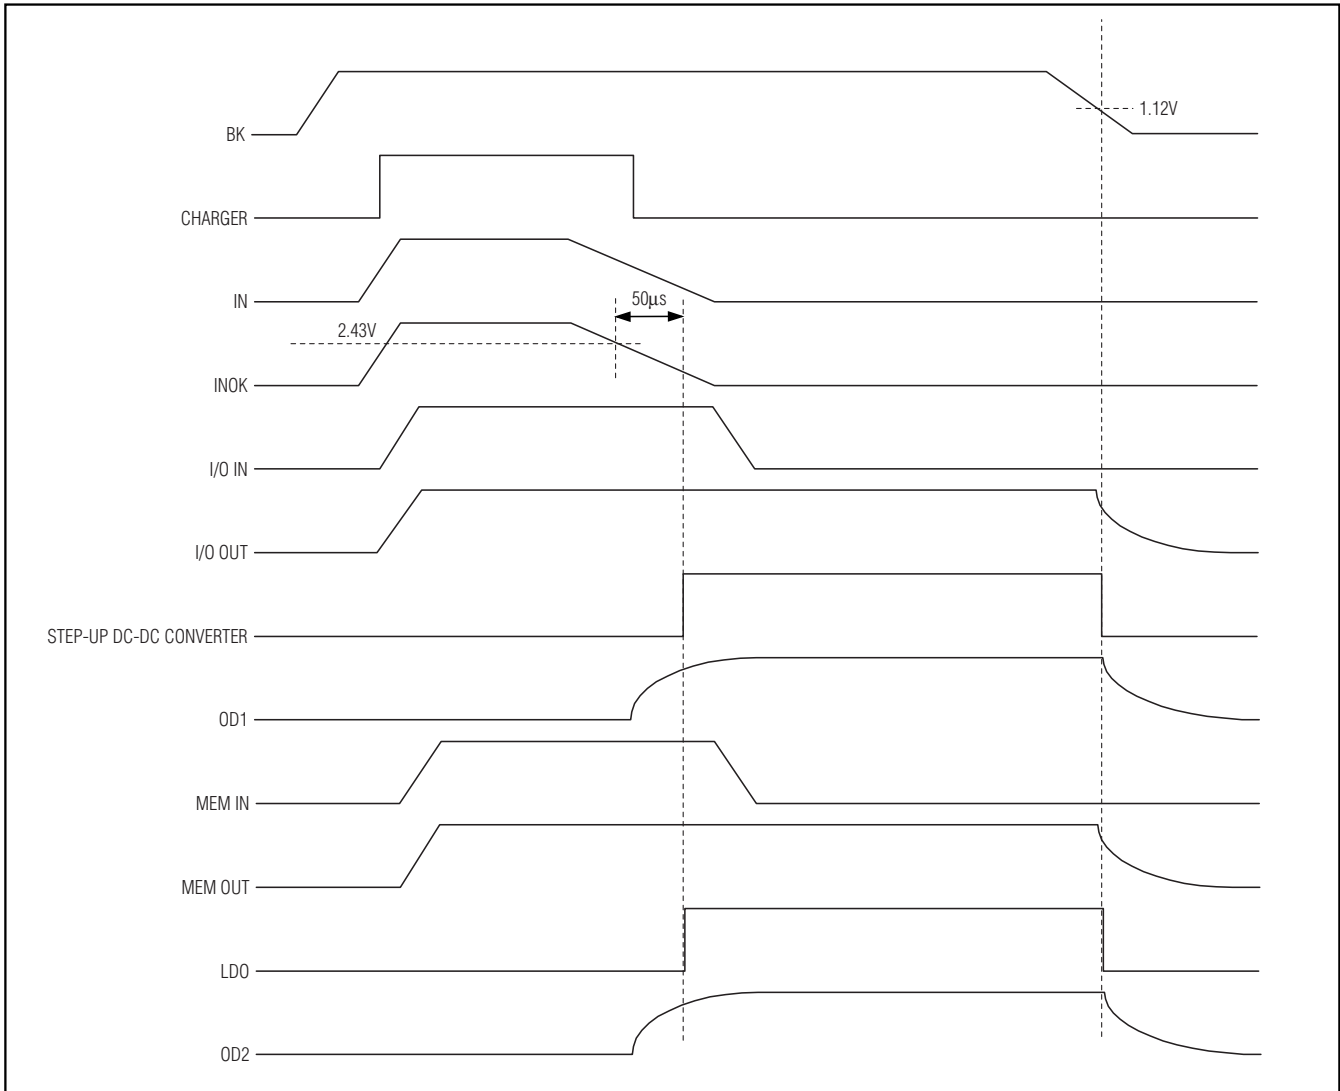 BK
1.12V
CHARGER
IN
50μs
2.43V
INOK
I/O IN
I/O OUT
STEP-UP DC-DC CONVERTER
OD1
MEM IN
MEM OUT
LDO
OD2